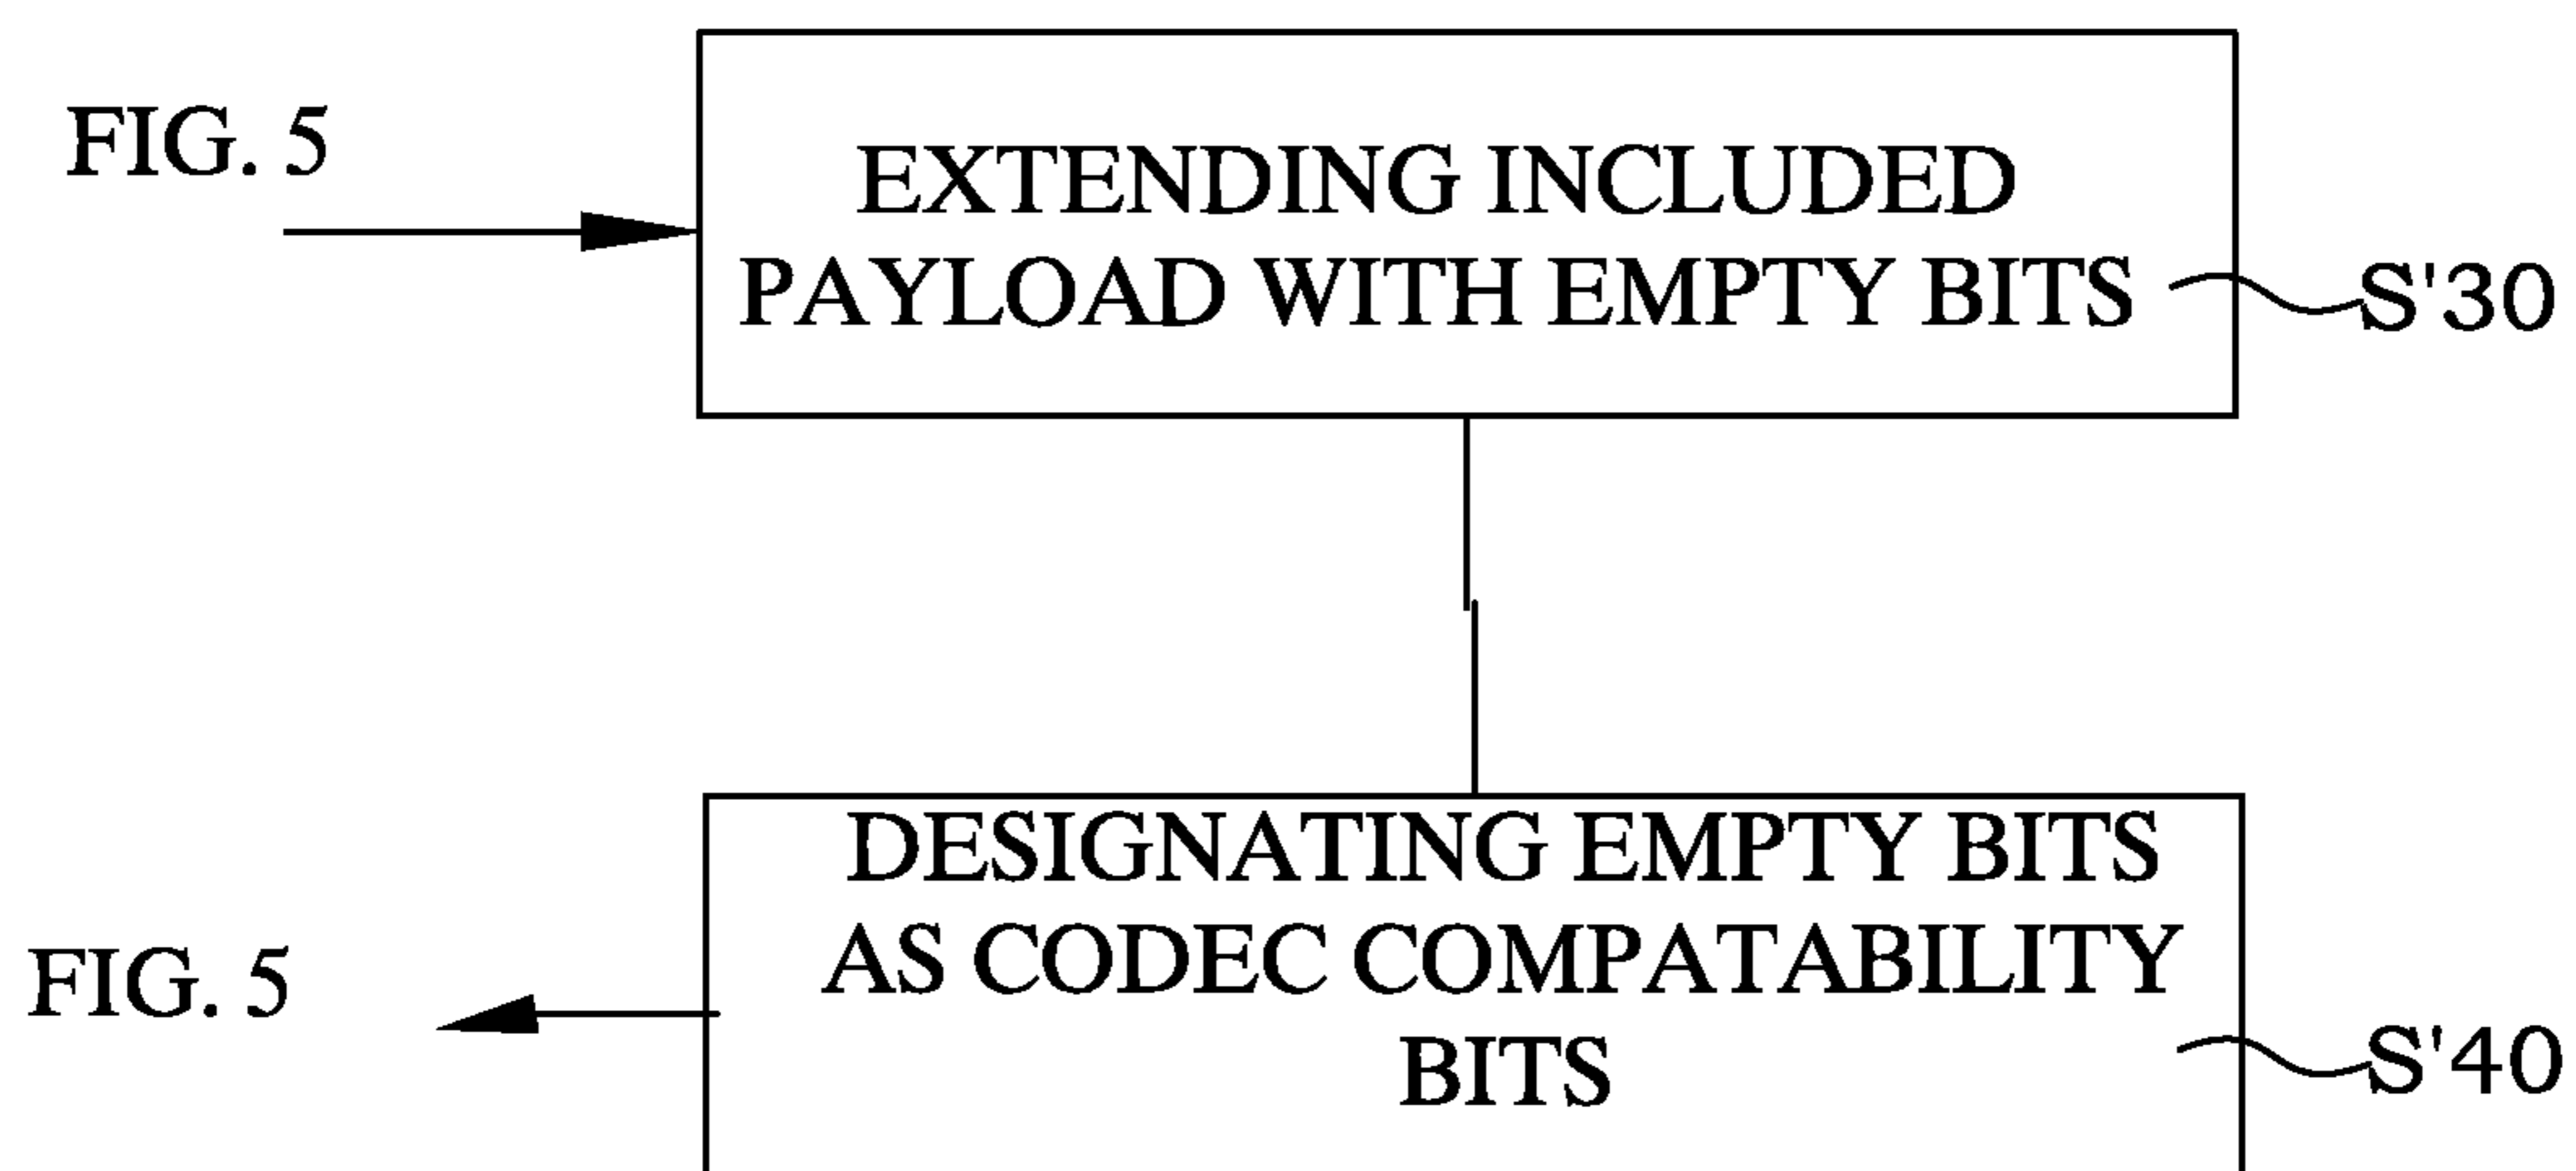 FIG. 5
EXTENDING INCLUDED
PAYLOAD WITH EMPTY BITS
S'30
DESIGNATING EMPTY BITS
AS CODEC COMPATABILITY
BITS
FIG. 5
S'40